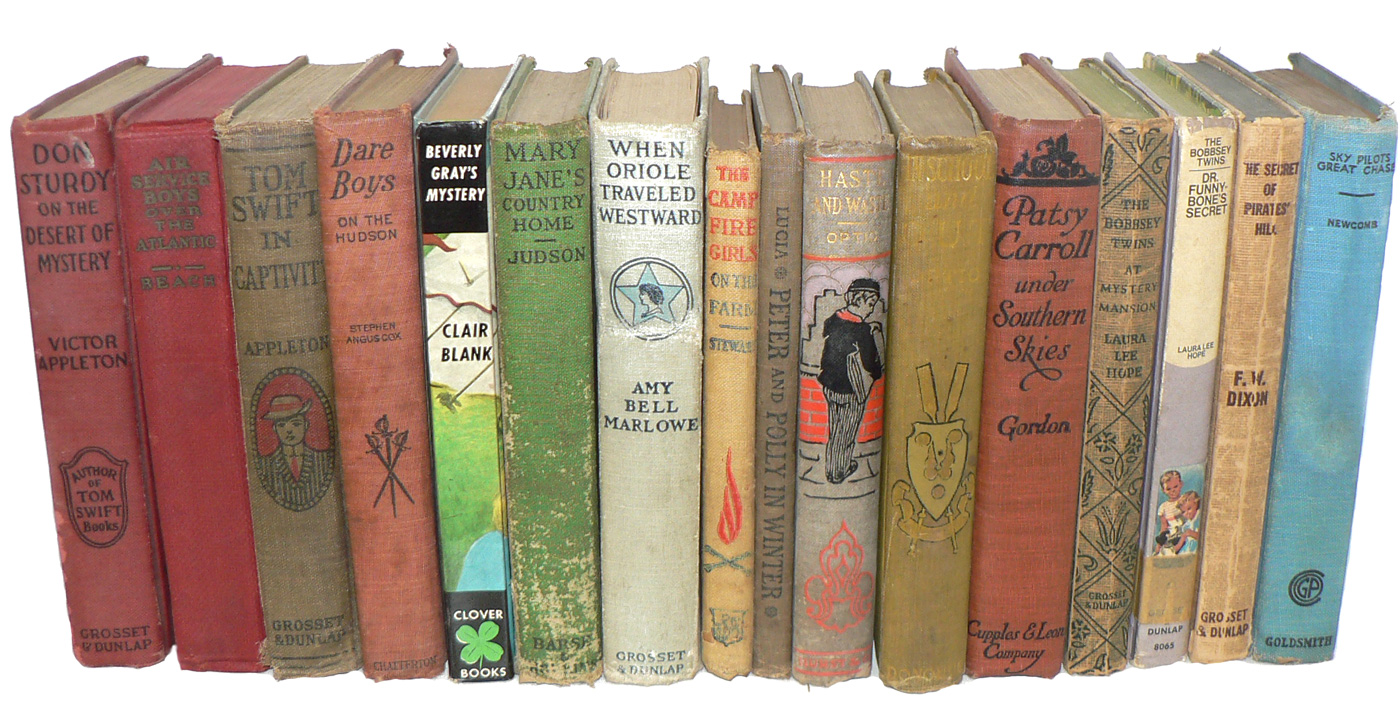 DON
STURDY
ON THE
DESERT OF
MYSTERY
VICTOR
APPLETON
AUTHOR
OF
TOM
SWIFT
Books
GROSSET
& DUNLAP
AIR
SERVICE
BOYS
OVER
THE
ATLANTIC
BEACH
TOM
SWIFT
IN
CAPTIVITY
APPLETON
GROSSET
& DUNLAP
Dare
Boys
ON THE
HUDSON
STEPHEN
ANGUS COX
CHATTERTON
BEVERLY
GRAY'S
MYSTERY
CLAIR
BLANK
CLOVER
BOOKS
MARY
JANE'S
COUNTRY
HOME
JUDSON
BARSE
WHEN
ORIOLE
TRAVELED
WESTWARD
AMY
BELL
MARLOWE
GROSSET
& DUNLAP
THE
CAMP
FIRE
GIRLS
ON THE
FARM
STEWART
LUCIA PETER AND POLLY IN WINTER
HASTE
AND WASTE
OPTIC
Patsy
Carroll
under
Southern
Skies
Gordon
Cupples & Leon
Company
THE
BOBBSEY
TWINS
AT
MYSTERY
MANSION
LAURA
LEE
HOPE
GROSSET
& DUNLAP
THE
BOBBSEY
TWINS
DR.
FUNNY-
BONE'S
SECRET
LAURA LEE
HOPE
DUNLAP
8065
THE SECRET
OF
PIRATES'
HILL
F. W.
DIXON
GROSSET
& DUNLAP
SKY PILOTS
GREAT CHASE
NEWCOMB
CGP
GOLDSMITH